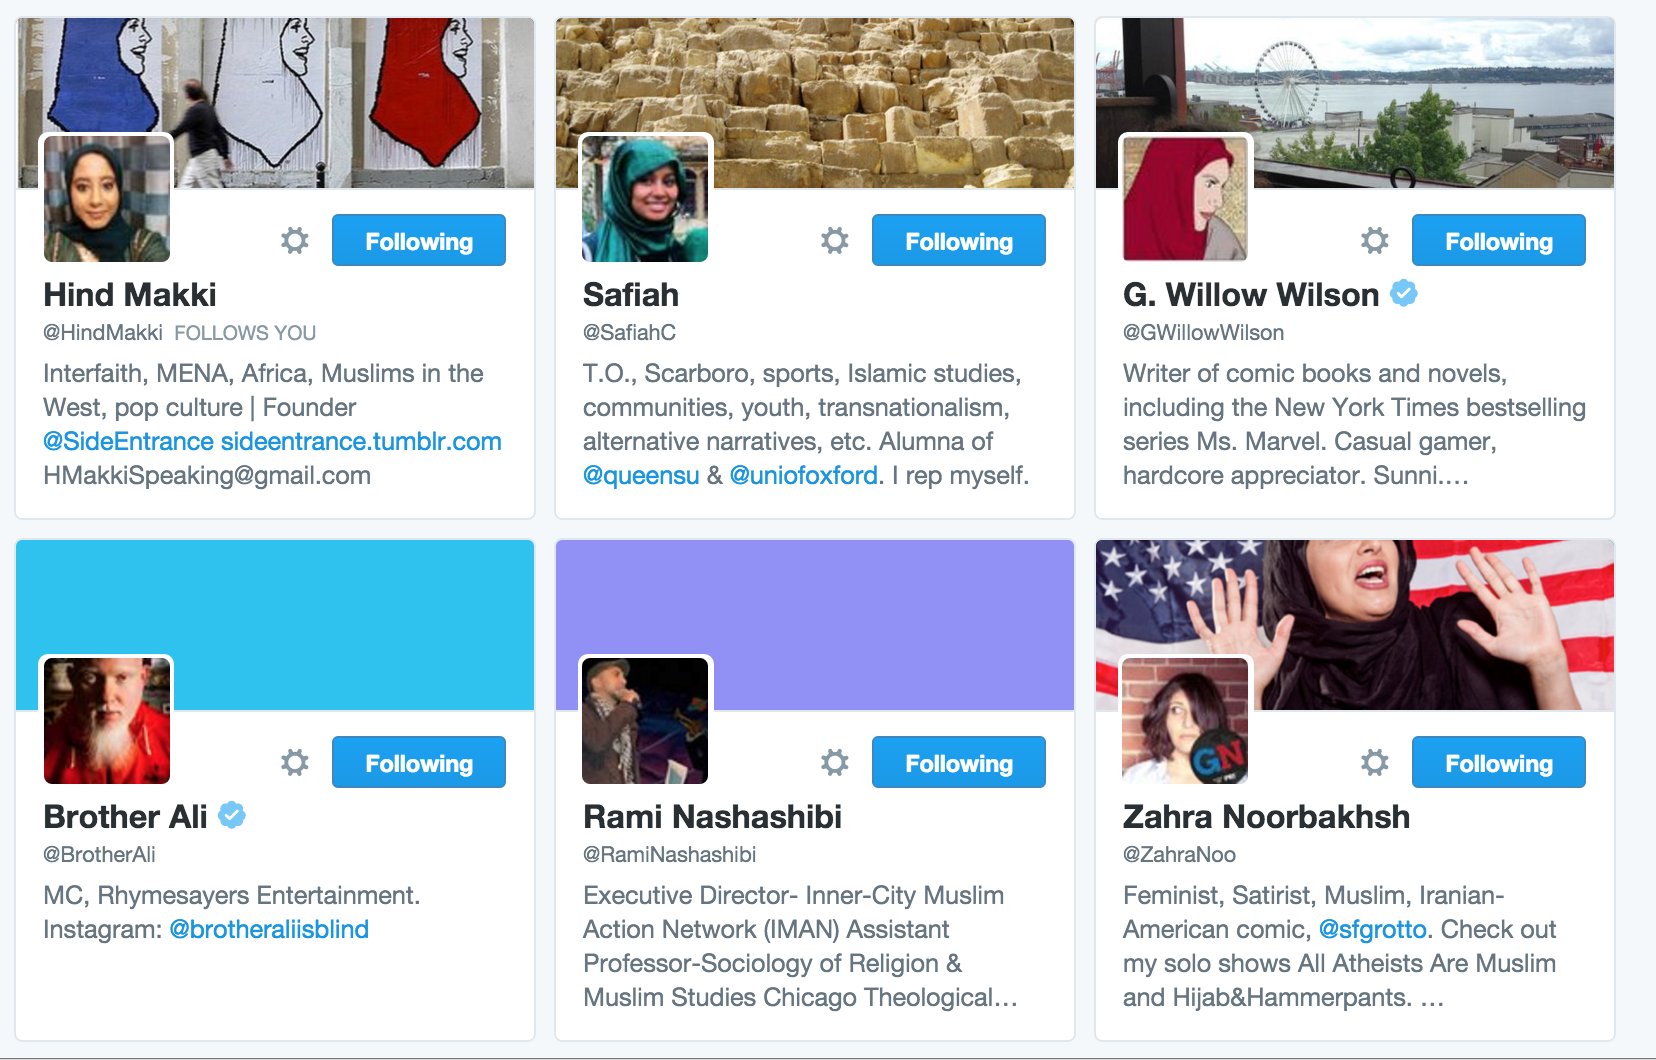 Following
Hind Makki
@HindMakki FOLLOWS YOU
Interfaith, MENA, Africa, Muslims in the
West, pop culture | Founder
@SideEntrance sideentrance.tumblr.com
HMakkiSpeaking@gmail.com
Following
Safiah
@SafiahC
T.O., Scarboro, sports, Islamic studies,
communities, youth, transnationalism,
alternative narratives, etc. Alumna of
@queensu & @uniofoxford. I rep myself.
Following
G. Willow Wilson
@GWillowWilson
Writer of comic books and novels,
including the New York Times bestselling
series Ms. Marvel. Casual gamer,
hardcore appreciator. Sunni.…
Following
Brother Ali
@BrotherAli
MC, Rhymesayers Entertainment.
Instagram: @brotheraliisblind
Following
Rami Nashashibi
@RamiNashashibi
Executive Director- Inner-City Muslim
Action Network (IMAN) Assistant
Professor-Sociology of Religion &
Muslim Studies Chicago Theological…
GN
Following
Zahra Noorbakhsh
@ZahraNoo
Feminist, Satirist, Muslim, Iranian-
American comic, @sfgrotto. Check out
my solo shows All Atheists Are Muslim
and Hijab&Hammerpants. …